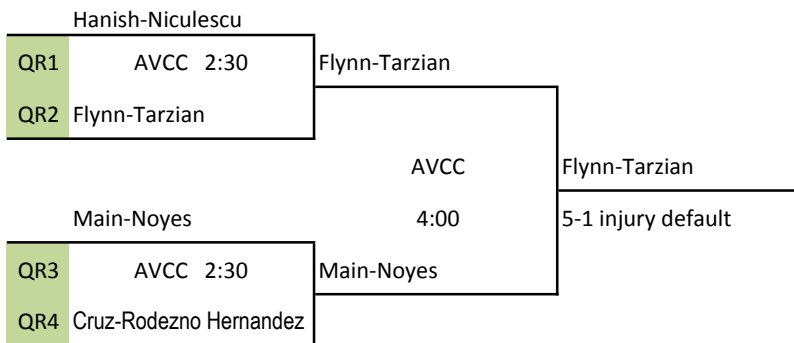 Hanish-Niculescu
QR1 AVCC 2:30 Flynn-Tarzian
QR2 Flynn-Tarzian
AVCC Flynn-Tarzian
Main-Noyes 4:00 5-1 injury default
QR3 AVCC 2:30 Main-Noyes
QR4 Cruz-Rodezno Hernandez